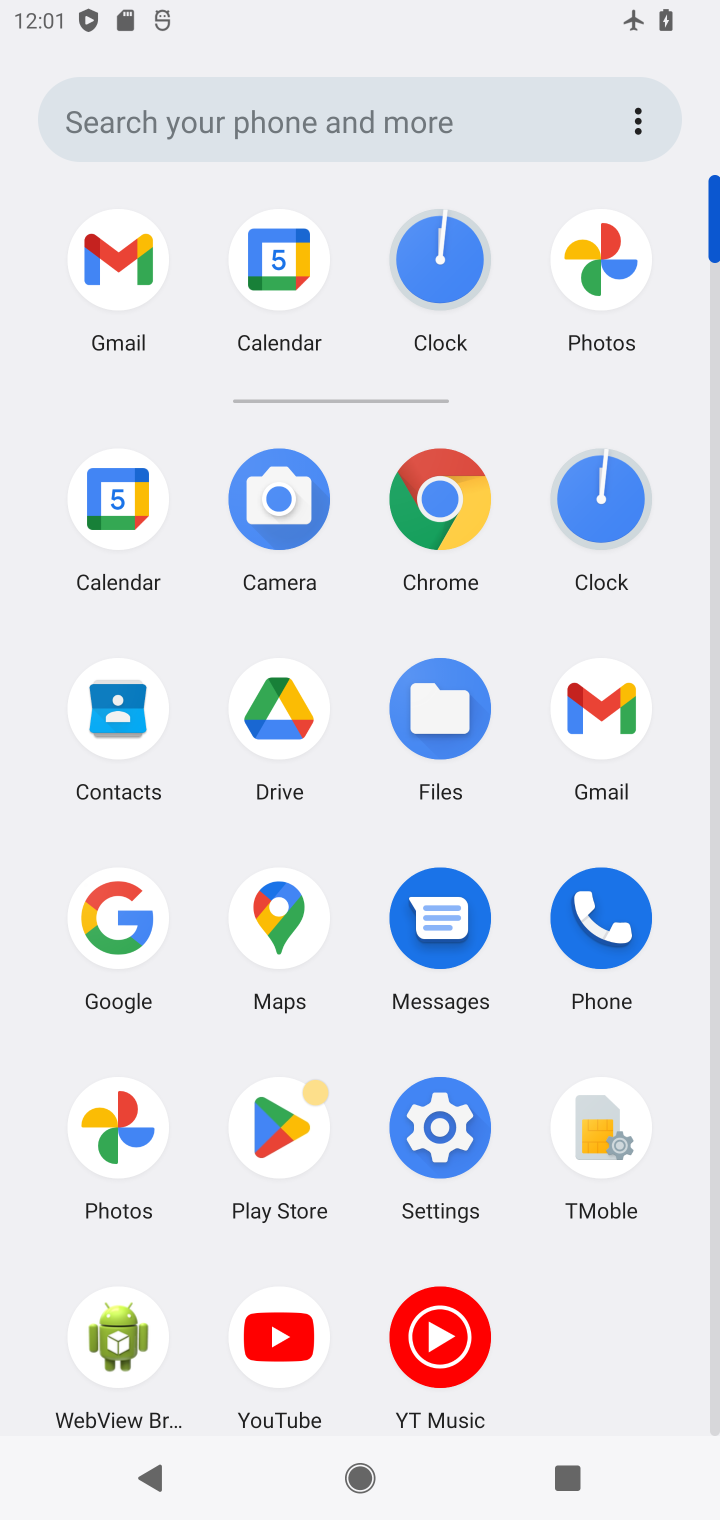 12:01
Search your phone and more
Gmail Calendar Clock Photos
Calendar Camera Chrome Clock
Contacts Drive Files Gmail
Google Maps Messages Phone
Photos Play Store Settings TMoble
WebView Br... YouTube YT Music